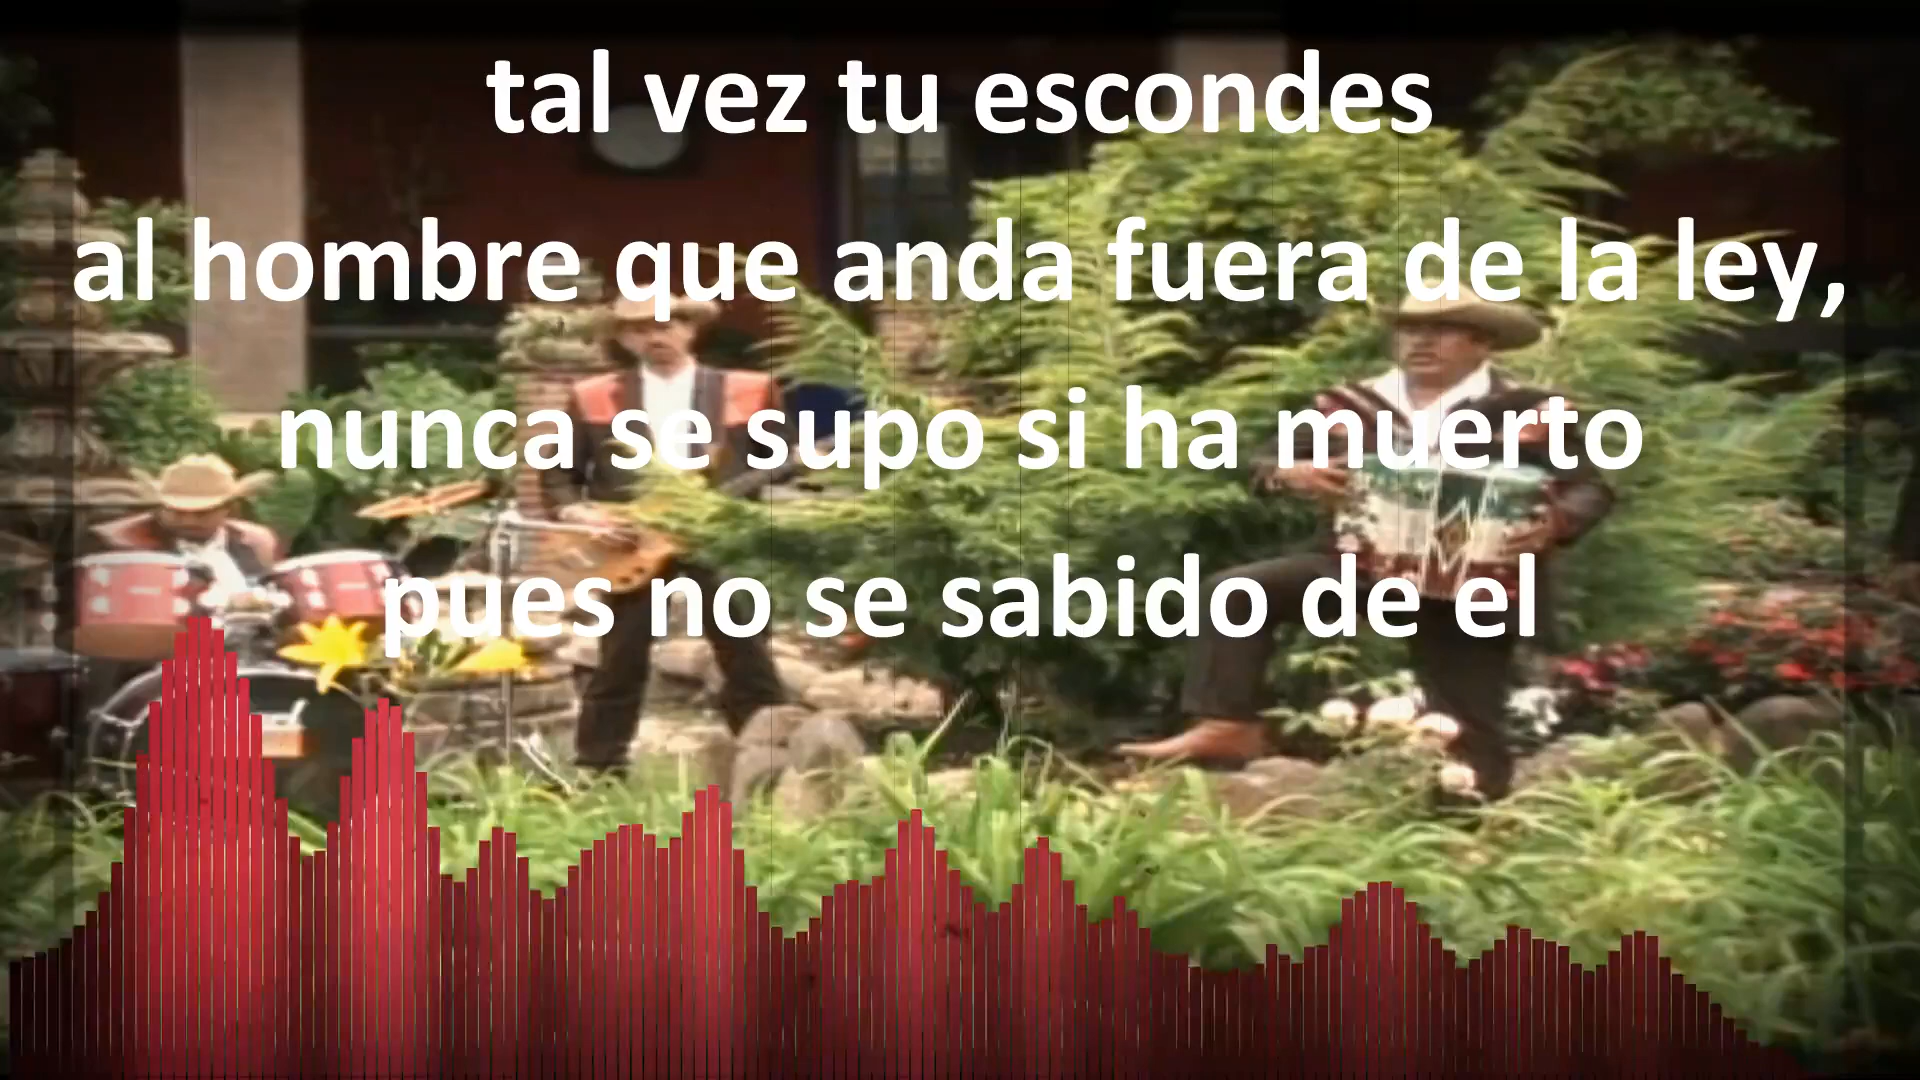 tal vez tu escondes
al hombre que anda fuera de la ley,
nunca se supo si ha muerto
pues no se sabido de el